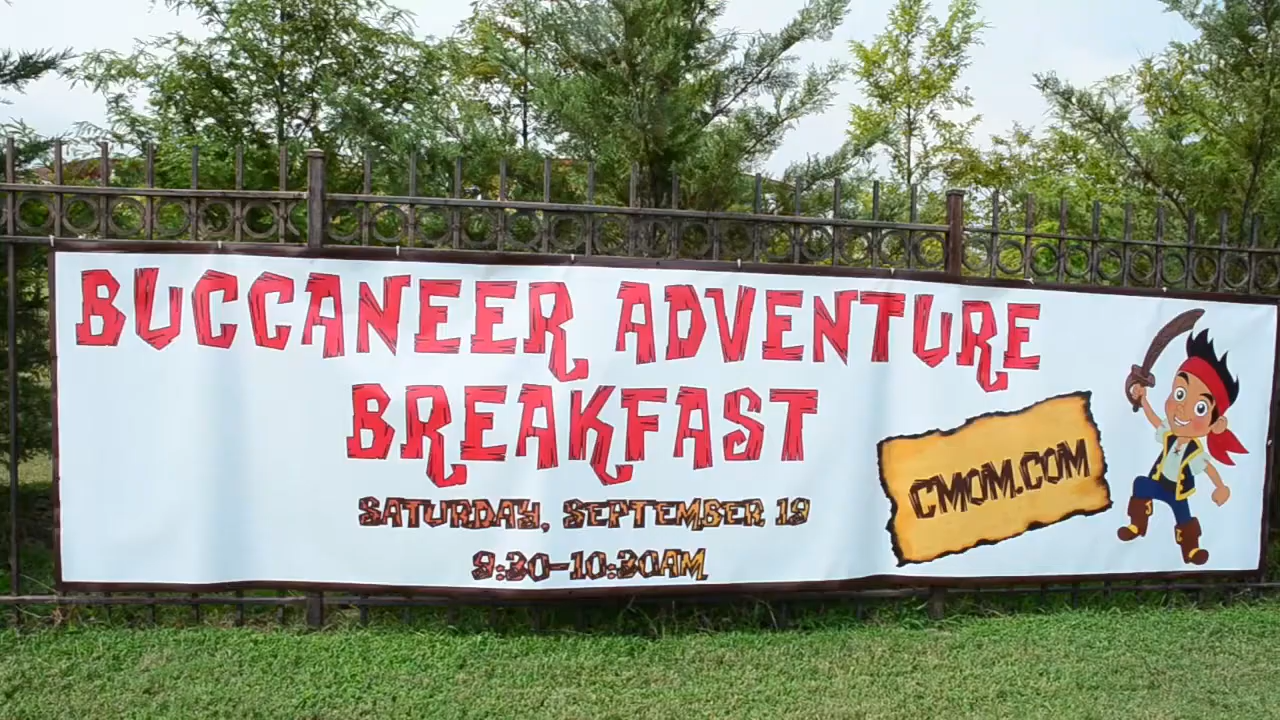 BUCCANEER ADVENTURE
BREAKFAST
SATURDAY, SEPTEMBER 19
9:30-10:30AM
CMOM.COM